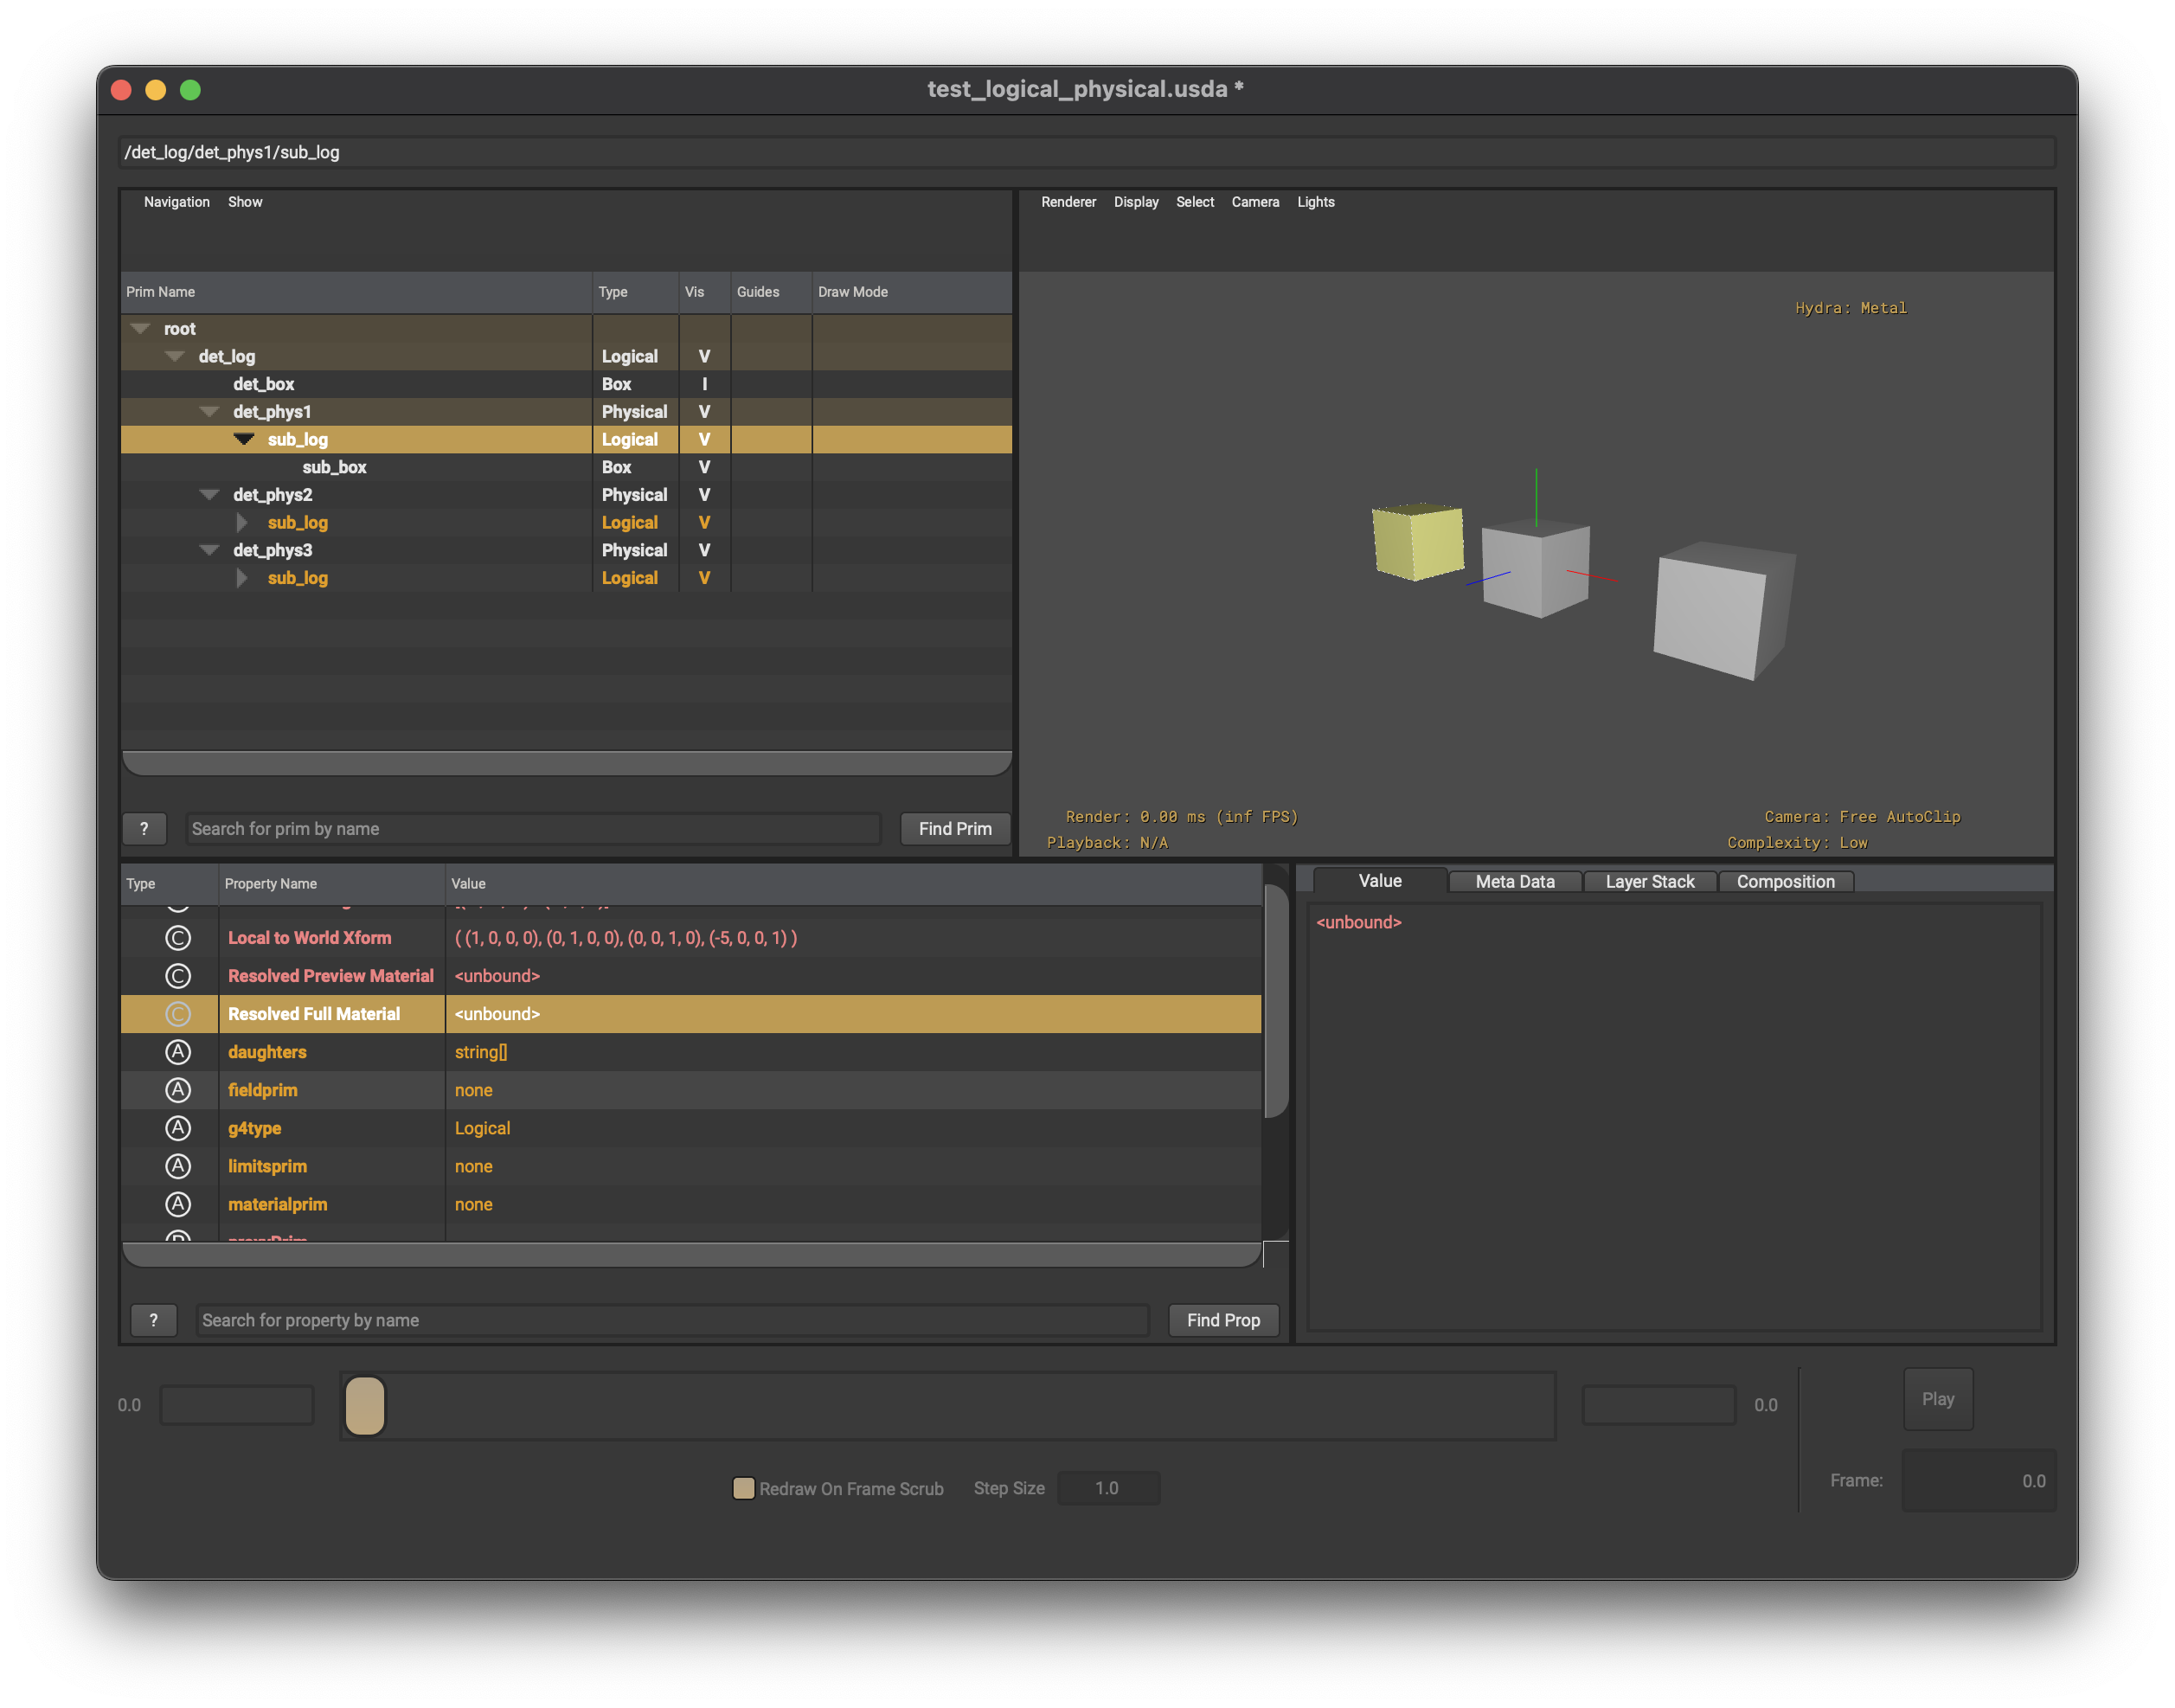 test_logical_physical.usda *
/det_log/det_phys1/sub_log
Navigation Show
Prim Name Type Vis Guides Draw Mode
root
det_log Logical V
det_box Box I
det_phys1 Physical V
sub_log Logical V
sub_box Box V
det_phys2 Physical V
sub_log Logical V
det_phys3 Physical V
sub_log Logical V
? Search for prim by name Find Prim
Renderer Display Select Camera Lights
Hydra: Metal
Render: 0.00 ms (inf FPS)
Playback: N/A
Camera: Free AutoClip
Complexity: Low
Type Property Name Value
C Local to World Xform ( (1, 0, 0, 0), (0, 1, 0, 0), (0, 0, 1, 0), (-5, 0, 0, 1) )
C Resolved Preview Material <unbound>
C Resolved Full Material <unbound>
A daughters string[]
A fieldprim none
A g4type Logical
A limitsprim none
A materialprim none
? Search for property by name Find Prop
Value Meta Data Layer Stack Composition
<unbound>
0.0
0.0
Play
Redraw On Frame Scrub Step Size 1.0
Frame: 0.0